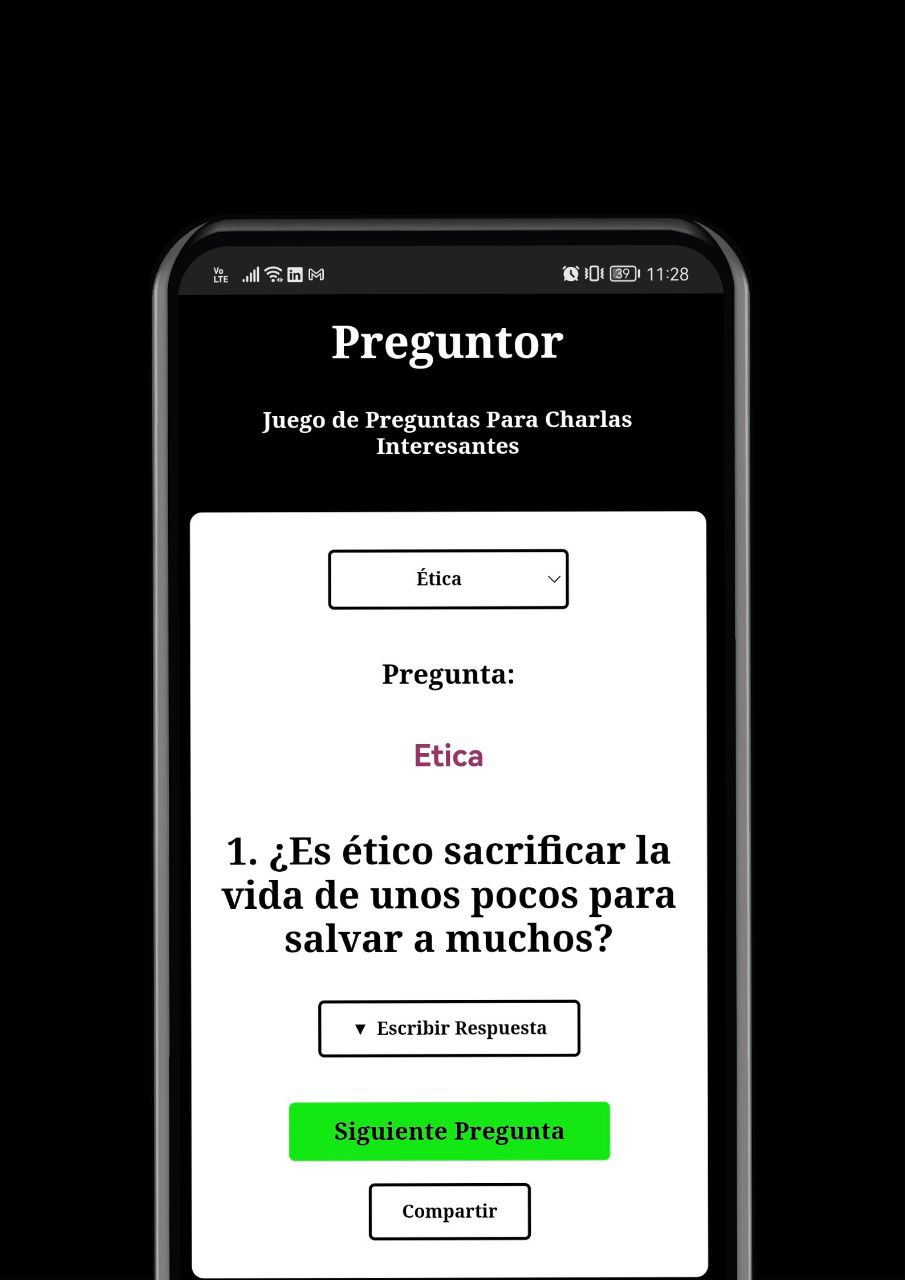 Vo
LTE
39 11:28
Preguntor
Juego de Preguntas Para Charlas
Interesantes
Ética
Pregunta:
Etica
1. ¿Es ético sacrificar la
vida de unos pocos para
salvar a muchos?
▼ Escribir Respuesta
Siguiente Pregunta
Compartir